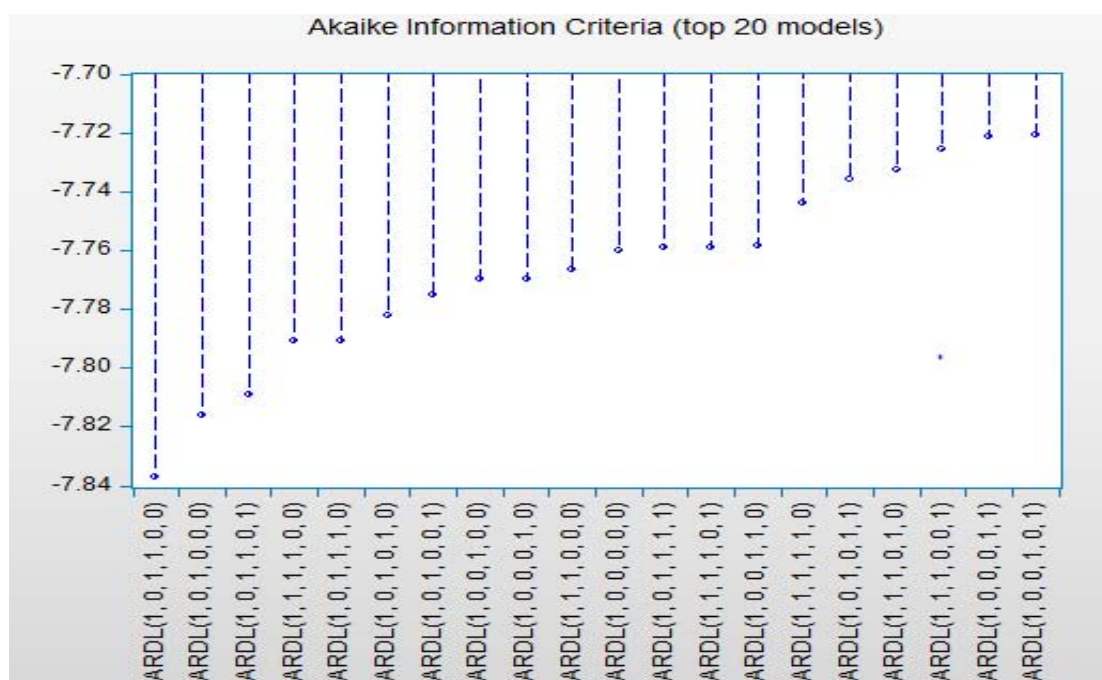 Akaike Information Criteria (top 20 models)
-7.70
-7.72
-7.74
-7.76
-7.78
-7.80
-7.82
-7.84
ARDL(1, 0, 1, 1, 0, 0)
ARDL(1, 0, 1, 0, 0, 0)
ARDL(1, 0, 1, 1, 0, 1)
ARDL(1, 1, 1, 1, 0, 0)
ARDL(1, 0, 1, 1, 1, 0)
ARDL(1, 0, 1, 0, 1, 0)
ARDL(1, 0, 1, 0, 0, 1)
ARDL(1, 0, 0, 1, 0, 0)
ARDL(1, 0, 0, 0, 1, 0)
ARDL(1, 1, 1, 0, 0, 0)
ARDL(1, 0, 0, 0, 0, 0)
ARDL(1, 0, 1, 1, 1, 1)
ARDL(1, 1, 1, 1, 0, 1)
ARDL(1, 0, 0, 1, 1, 0)
ARDL(1, 1, 1, 1, 1, 0)
ARDL(1, 0, 1, 0, 1, 1)
ARDL(1, 1, 1, 0, 1, 0)
ARDL(1, 1, 1, 0, 0, 1)
ARDL(1, 0, 0, 0, 1, 1)
ARDL(1, 0, 0, 1, 0, 1)